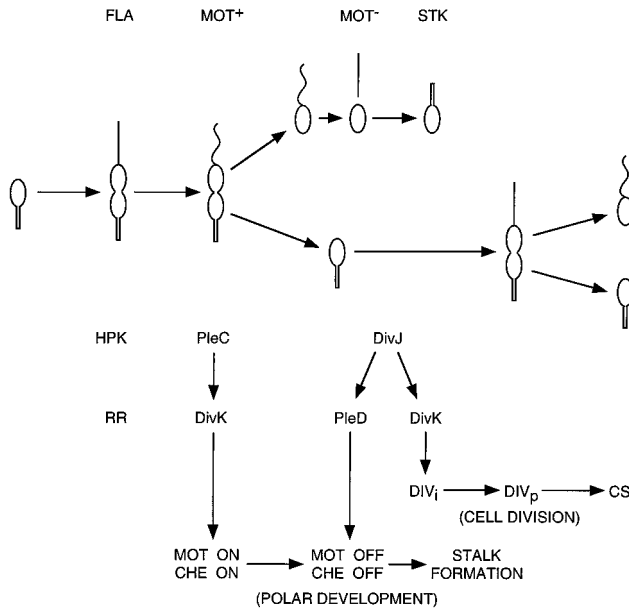 FLA MOT+ MOT- STK
HPK PleC DivJ
RR DivK PleD DivK
DIVi DIVp CS
(CELL DIVISION)
MOT ON MOT OFF STALK
CHE ON CHE OFF FORMATION
(POLAR DEVELOPMENT)